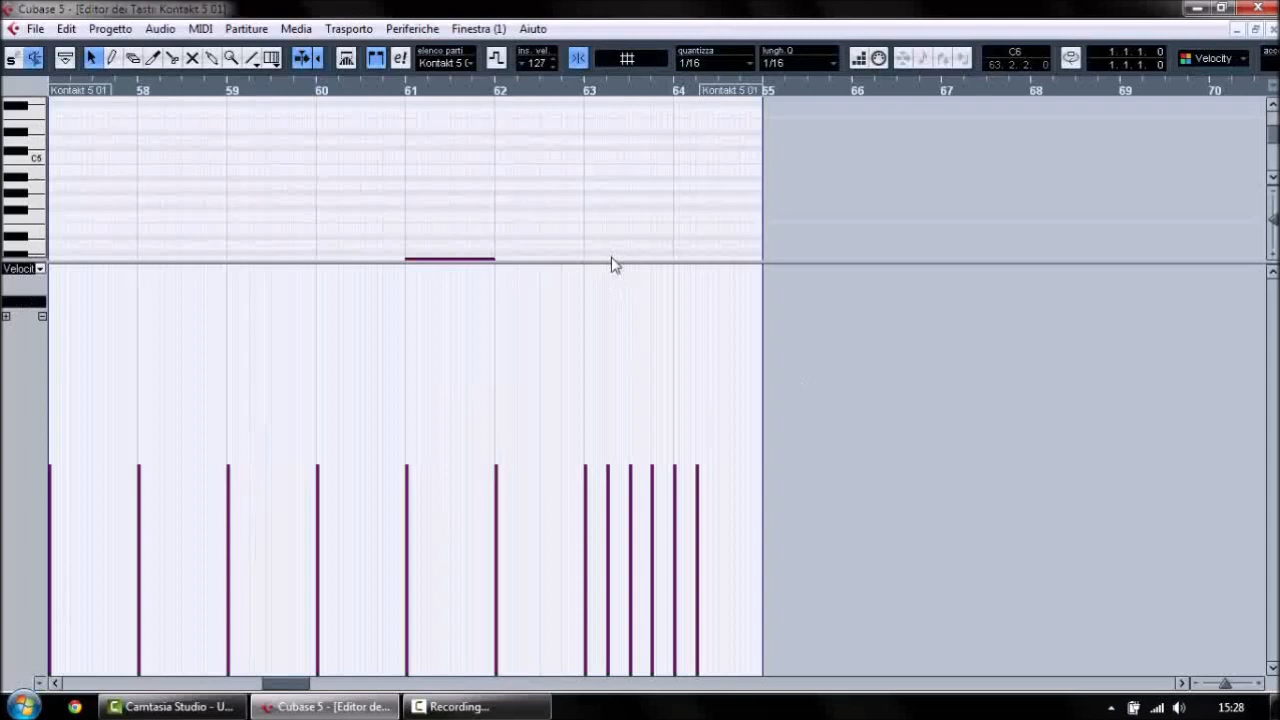 Cubase 5 - [Editor dei Tasti: Kontakt 5 01]
File Edit Progetto Audio MIDI Partiture Media Trasporto Periferiche Finestra (1) Aiuto
elenco parti ins. vel. quantizza lungh. Q
Kontakt 5 (- 127 1/16 1/16 C6 63. 2. 2. 0 1. 1. 1. 0 1. 1. 1. 0 Velocity
Kontakt 5 01 58 59 60 61 62 63 64 Kontakt 5 01 65 66 67 68 69 70
C6
Velocit
Camtasia Studio - U... Cubase 5 - [Editor de... Recording... 15:28